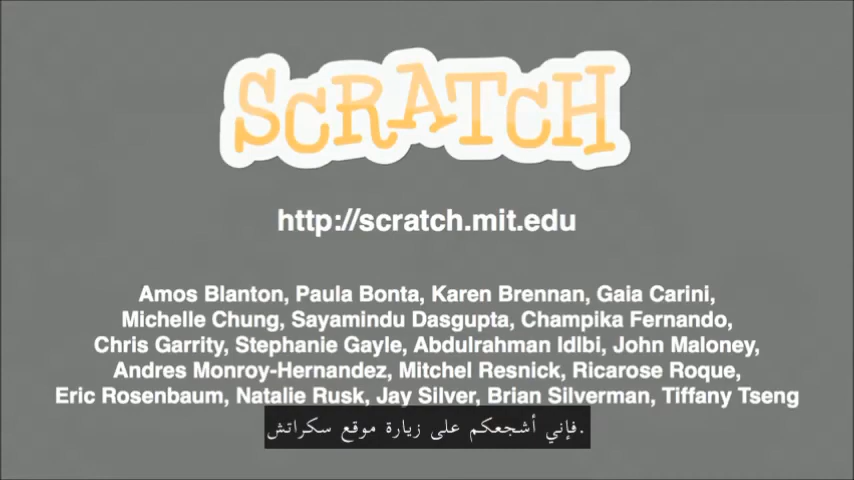 SCRATCH
http://scratch.mit.edu
Amos Blanton, Paula Bonta, Karen Brennan, Gaia Carini,
Michelle Chung, Sayamindu Dasgupta, Champika Fernando,
Chris Garrity, Stephanie Gayle, Abdulrahman Idlbi, John Maloney,
Andres Monroy-Hernandez, Mitchel Resnick, Ricarose Roque,
Eric Rosenbaum, Natalie Rusk, Jay Silver, Brian Silverman, Tiffany Tseng
فإني أشجعكم على زيارة موقع سكراتش.